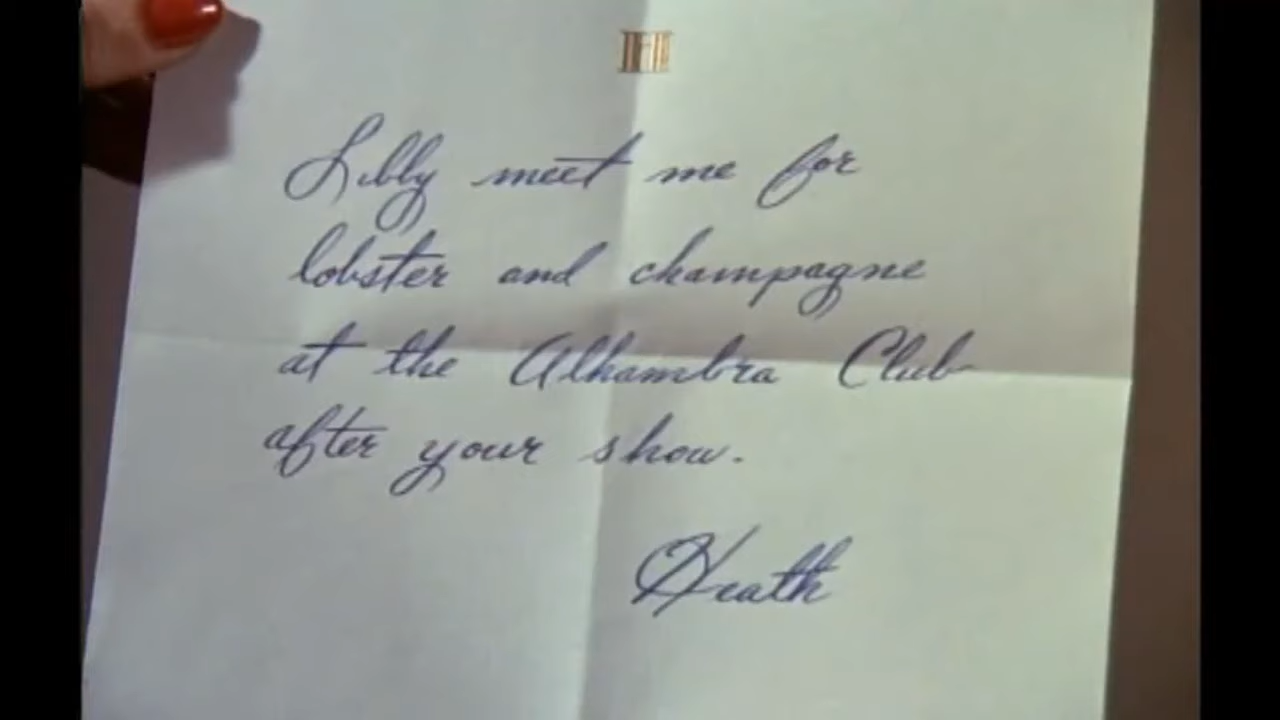 H
Libby meet me for
lobster and champagne
at the Alhambra Club
after your show.
Heath